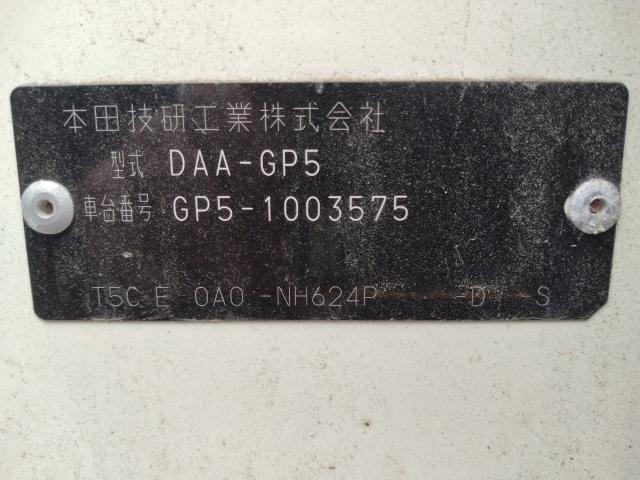 本田技研工業株式会社
型式 DAA-GP5
車台番号 GP5-1003575
T5C E 0A0 -NH624P -D -S